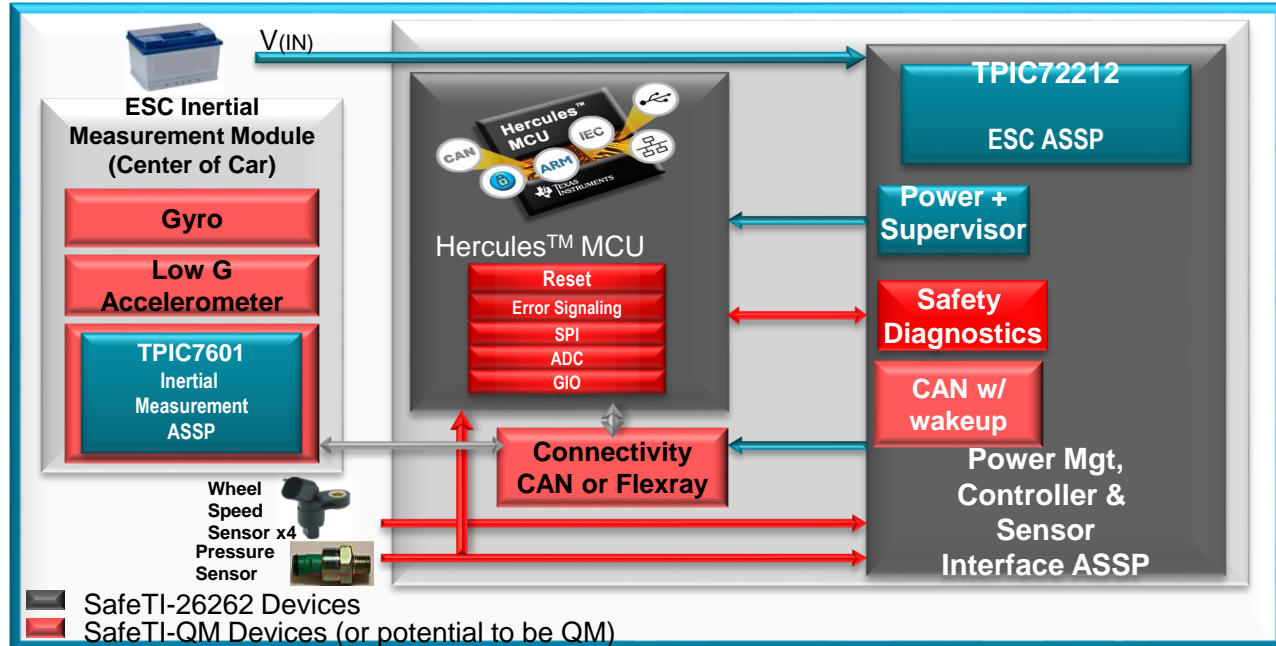 V(IN)
ESC Inertial
Measurement Module
(Center of Car)
Gyro
Low G
Accelerometer
TPIC7601
Inertial
Measurement
ASSP
Wheel
Speed
Sensor x4
Pressure
Sensor
Hercules™
MCU
CAN
IEC
ARM
TEXAS
INSTRUMENTS
Hercules™ MCU
Reset
Error Signaling
SPI
ADC
GIO
Connectivity
CAN or Flexray
TPIC72212
ESC ASSP
Power +
Supervisor
Safety
Diagnostics
CAN w/
wakeup
Power Mgt,
Controller &
Sensor
Interface ASSP
SafeTI-26262 Devices
SafeTI-QM Devices (or potential to be QM)